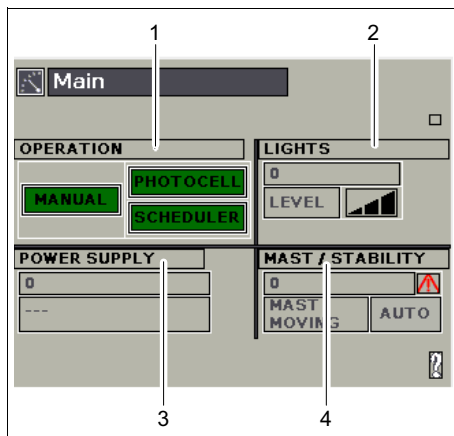 1
2
Main
OPERATION
MANUAL
PHOTOCELL
SCHEDULER
LIGHTS
0
LEVEL
POWER SUPPLY
0
---
MAST / STABILITY
0
MAST MOVING
AUTO
3
4